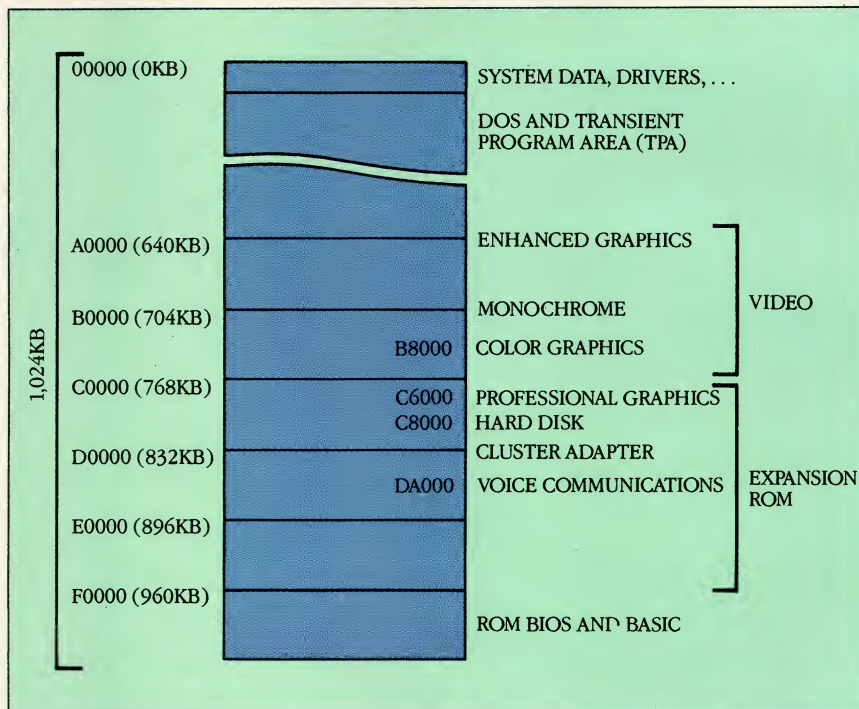 00000 (0KB)
SYSTEM DATA, DRIVERS, . . .
DOS AND TRANSIENT
PROGRAM AREA (TPA)
A0000 (640KB)
ENHANCED GRAPHICS
B0000 (704KB)
MONOCHROME
VIDEO
B8000 COLOR GRAPHICS
1,024KB
C0000 (768KB)
C6000 PROFESSIONAL GRAPHICS
C8000 HARD DISK
D0000 (832KB)
CLUSTER ADAPTER
DA000 VOICE COMMUNICATIONS
EXPANSION
ROM
E0000 (896KB)
F0000 (960KB)
ROM BIOS AND BASIC